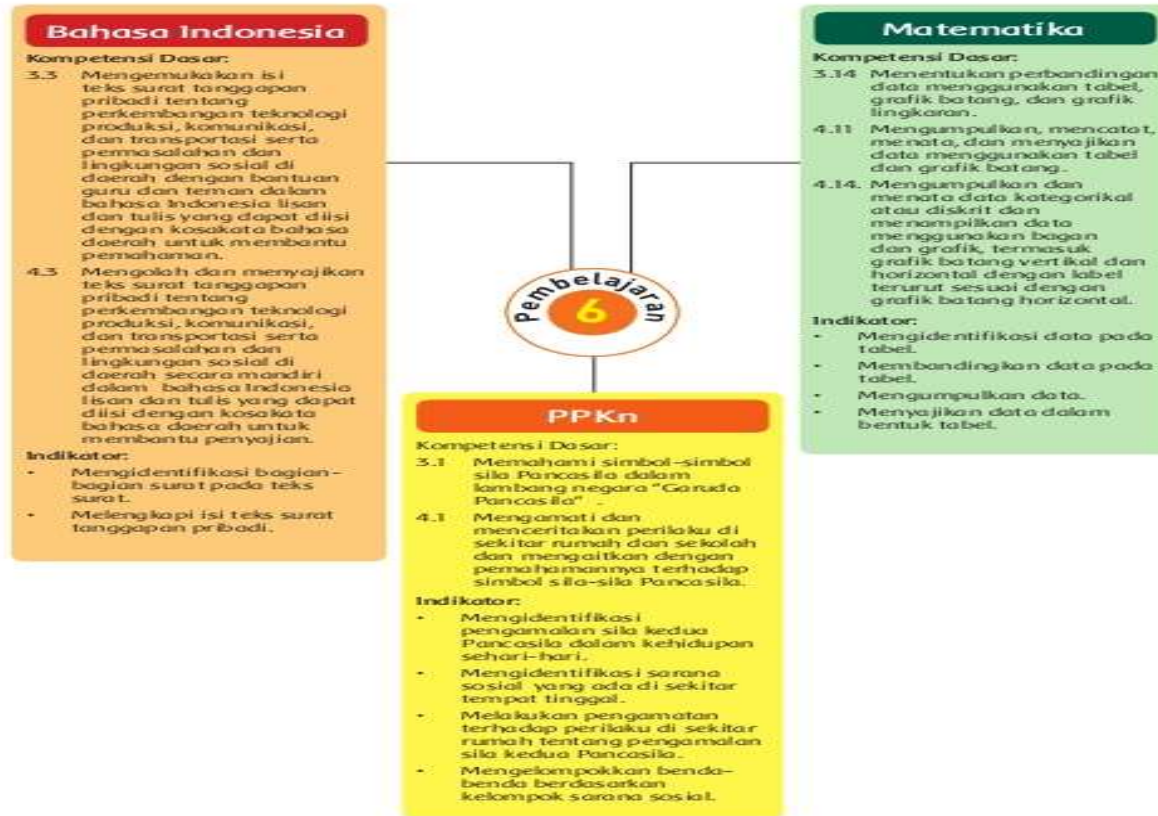 Bahasa Indonesia
Kompetensi Dasar:
3.3 Mengemukakan isi
teks surat tanggapan
pribadi tentang
perkembangan teknologi
produksi, komunikasi,
dan transportasi serta
permasalahan dan
lingkungan sosial di
daerah dengan bantuan
guru dan teman dalam
bahasa Indonesia lisan
dan tulis yang dapat diisi
dengan kosakata bahasa
daerah untuk membantu
pemahaman.
4.3 Mengolah dan menyajikan
teks surat tanggapan
pribadi tentang
perkembangan teknologi
produksi, komunikasi,
dan transportasi serta
permasalahan dan
lingkungan sosial di
daerah secara mandiri
dalam bahasa Indonesia
lisan dan tulis yang dapat
diisi dengan kosakata
bahasa daerah untuk
membantu penyajian.
Indikator:
• Mengidentifikasi bagian-
bagian surat pada teks
surat.
• Melengkapi isi teks surat
tanggapan pribadi.
Matematika
Kompetensi Dasar:
3.14 Menentukan perbandingan
data menggunakan tabel,
grafik batang, dan grafik
lingkaran.
4.11 Mengumpulkan, mencatat,
menata, dan menyajikan
data menggunakan tabel
dan grafik batang.
4.14. Mengumpulkan dan
menata data kategorikal
atau diskrit dan
menampilkan data
menggunakan bagan
dan grafik, termasuk
grafik batang vertikal dan
horizontal dengan label
terurut sesuai dengan
grafik batang horizontal.
Indikator:
• Mengidentifikasi data pada
tabel.
• Membandingkan data pada
tabel.
• Mengumpulkan data.
• Menyajikan data dalam
bentuk tabel.
Pembelajaran
6
PPKn
Kompetensi Dasar:
3.1 Memahami simbol-simbol
sila Pancasila dalam
lambang negara "Garuda
Pancasila" .
4.1 Mengamati dan
menceritakan perilaku di
sekitar rumah dan sekolah
dan mengaitkan dengan
pemahamannya terhadap
simbol sila-sila Pancasila.
Indikator:
• Mengidentifikasi
pengamalan sila kedua
Pancasila dalam kehidupan
sehari-hari.
• Mengidentifikasi sarana
sosial yang ada di sekitar
tempat tinggal.
• Melakukan pengamatan
terhadap perilaku di sekitar
rumah tentang pengamalan
sila kedua Pancasila.
• Mengelompokkan benda-
benda berdasarkan
kelompok sarana sosial.